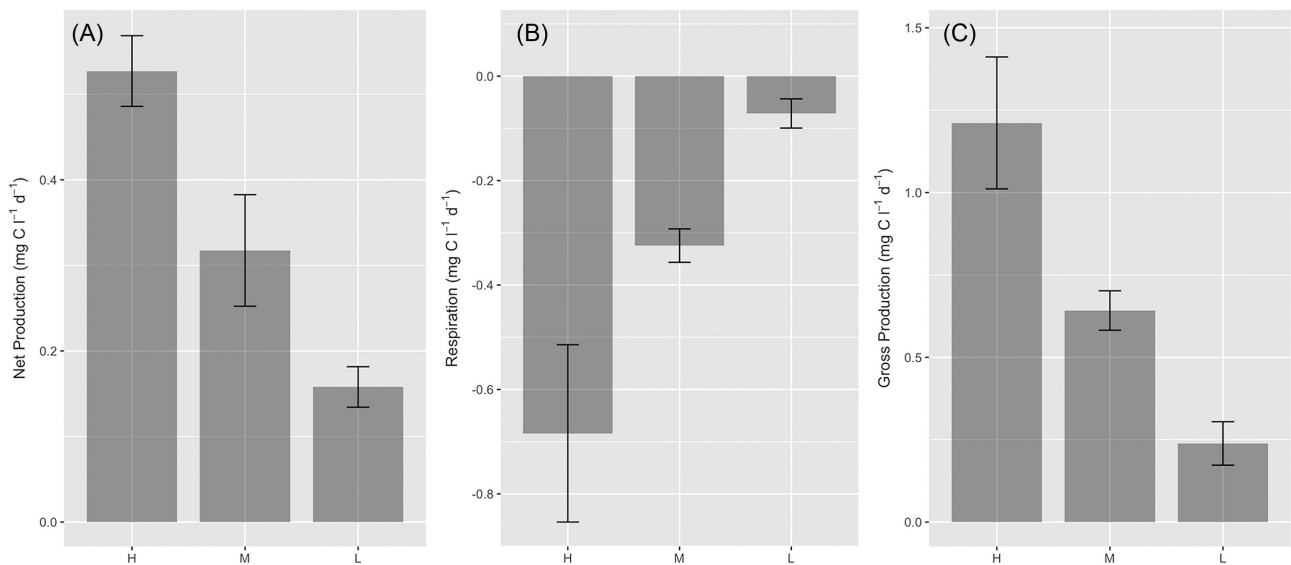 (A)
Net Production (mg C l⁻¹ d⁻¹)
0.4
0.2
0.0
H M L
(B)
Respiration (mg C l⁻¹ d⁻¹)
0.0
-0.2
-0.4
-0.6
-0.8
H M L
(C)
Gross Production (mg C l⁻¹ d⁻¹)
1.5
1.0
0.5
0.0
H M L